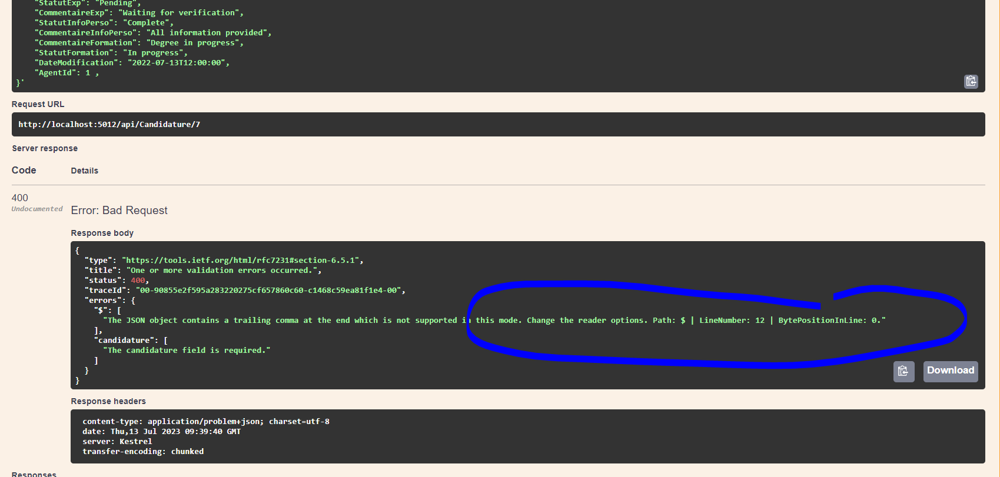 "StatutExp": "Pending",
"CommentaireExp": "Waiting for verification",
"StatutInfoPerso": "Complete",
"CommentaireInfoPerso": "All information provided",
"CommentaireFormation": "Degree in progress",
"StatutFormation": "In progress",
"DateModification": "2022-07-13T12:00:00",
"AgentId": 1 ,
}'
Request URL
http://localhost:5012/api/Candidature/7
Server response
Code Details
400
Undocumented
Error: Bad Request
Response body
{
"type": "https://tools.ietf.org/html/rfc7231#section-6.5.1",
"title": "One or more validation errors occurred.",
"status": 400,
"traceId": "00-90855e2f595a283220275cf657860c60-c1468c59ea81f1e4-00",
"errors": {
"$": [
"The JSON object contains a trailing comma at the end which is not supported in this mode. Change the reader options. Path: $ | LineNumber: 12 | BytePositionInLine: 0."
],
"candidature": [
"The candidature field is required."
]
}
}
Download
Response headers
content-type: application/problem+json; charset=utf-8
date: Thu,13 Jul 2023 09:39:40 GMT
server: Kestrel
transfer-encoding: chunked
Responses